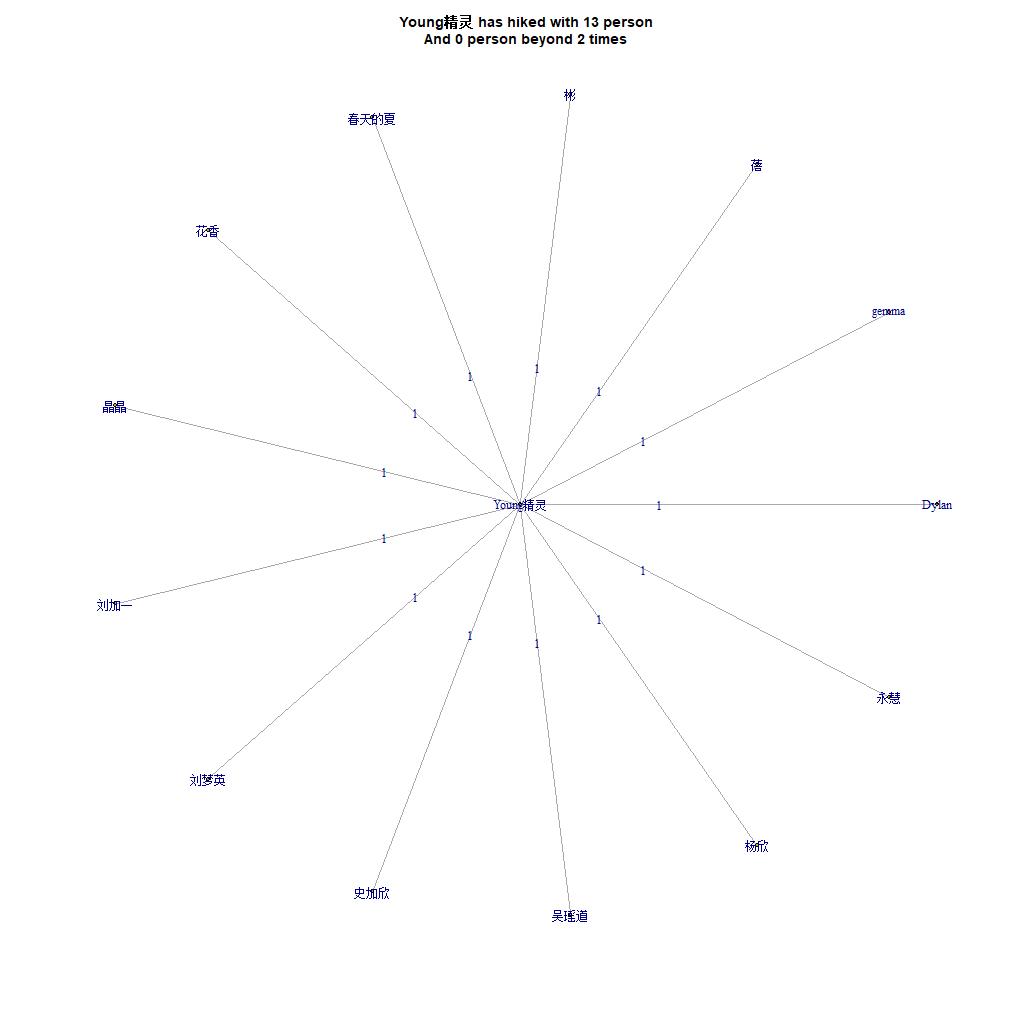 Young精灵 has hiked with 13 person
And 0 person beyond 2 times
彬
春天的夏
蓿
花香
gemma
1
1
1
1
1
1
晶晶
1
Young精灵
1
Dylan
1
1
1
1
1
刘加一
永慧
刘梦英
杨欣
史加欣
吴瑶道